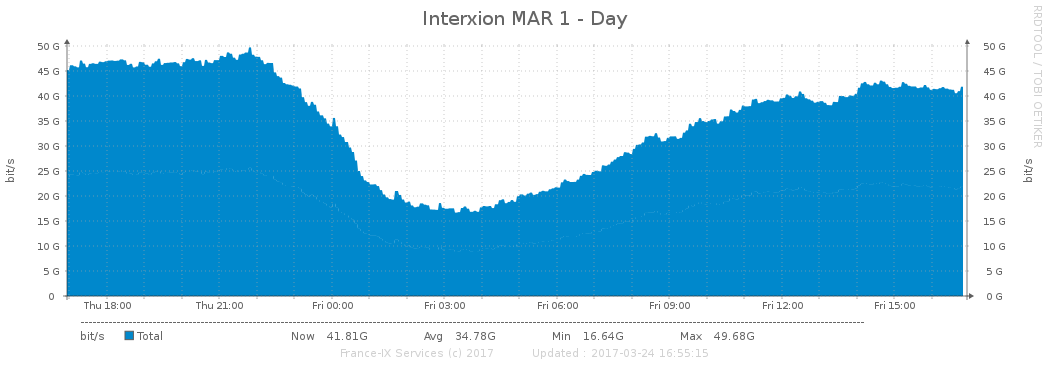 Interxion MAR 1 - Day
RRDTOOL / TOBI OETIKER
bit/s
50 G 50 G
45 G 45 G
40 G 40 G
35 G 35 G
30 G 30 G
25 G 25 G
20 G 20 G
15 G 15 G
10 G 10 G
5 G 5 G
0 0 G
bit/s
Thu 18:00 Thu 21:00 Fri 00:00 Fri 03:00 Fri 06:00 Fri 09:00 Fri 12:00 Fri 15:00
bit/s Total Now 41.81G Avg 34.78G Min 16.64G Max 49.68G
France-IX Services (c) 2017 Updated : 2017-03-24 16:55:15